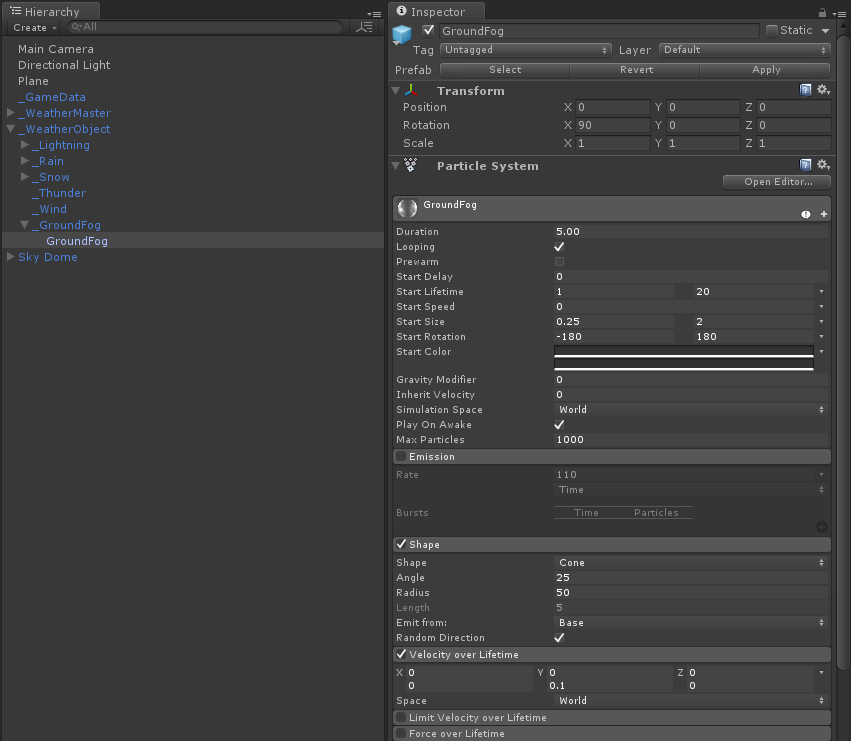 Hierarchy
Create All
Main Camera
Directional Light
Plane
_GameData
_WeatherMaster
_WeatherObject
_Lightning
_Rain
_Snow
_Thunder
_Wind
_GroundFog
GroundFog
Sky Dome
Inspector
GroundFog Static
Tag Untagged Layer Default
Prefab Select Revert Apply
Transform
Position X 0 Y 0 Z 0
Rotation X 90 Y 0 Z 0
Scale X 1 Y 1 Z 1
Particle System
Open Editor...
GroundFog
Duration 5.00
Looping
Prewarm
Start Delay 0
Start Lifetime 1 20
Start Speed 0
Start Size 0.25 2
Start Rotation -180 180
Start Color
Gravity Modifier 0
Inherit Velocity 0
Simulation Space World
Play On Awake
Max Particles 1000
Emission
Rate 110
Time
Bursts Time Particles
Shape
Shape Cone
Angle 25
Radius 50
Length 5
Emit from: Base
Random Direction
Velocity over Lifetime
X 0 Y 0 Z 0
0 0.1 0
Space World
Limit Velocity over Lifetime
Force over Lifetime